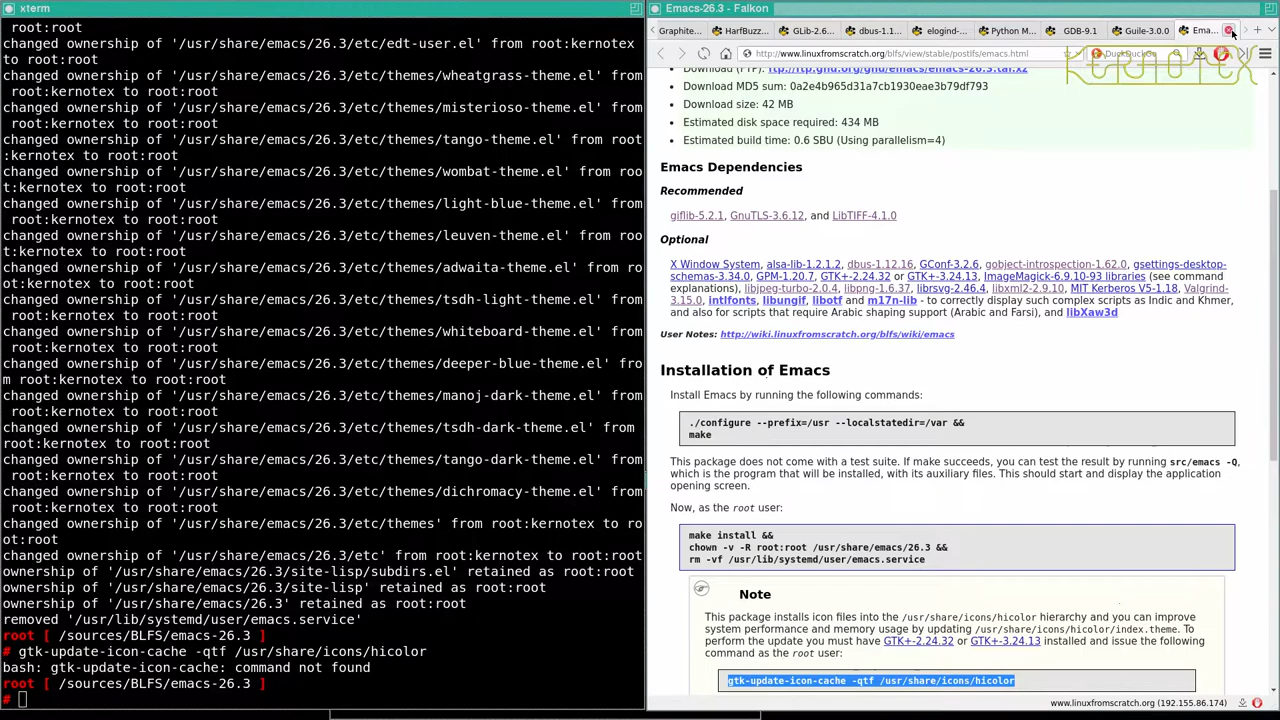 xterm
root:root
changed ownership of '/usr/share/emacs/26.3/etc/edt-user.el' from root:kernotex
to root:root
changed ownership of '/usr/share/emacs/26.3/etc/themes/wheatgrass-theme.el' from
 root:kernotex to root:root
changed ownership of '/usr/share/emacs/26.3/etc/themes/misterioso-theme.el' from
 root:kernotex to root:root
changed ownership of '/usr/share/emacs/26.3/etc/themes/tango-theme.el' from root
:kernotex to root:root
changed ownership of '/usr/share/emacs/26.3/etc/themes/wombat-theme.el' from roo
t:kernotex to root:root
changed ownership of '/usr/share/emacs/26.3/etc/themes/light-blue-theme.el' from
 root:kernotex to root:root
changed ownership of '/usr/share/emacs/26.3/etc/themes/leuven-theme.el' from roo
t:kernotex to root:root
changed ownership of '/usr/share/emacs/26.3/etc/themes/adwaita-theme.el' from ro
ot:kernotex to root:root
changed ownership of '/usr/share/emacs/26.3/etc/themes/tsdh-light-theme.el' from
 root:kernotex to root:root
changed ownership of '/usr/share/emacs/26.3/etc/themes/whiteboard-theme.el' from
 root:kernotex to root:root
changed ownership of '/usr/share/emacs/26.3/etc/themes/deeper-blue-theme.el' fro
m root:kernotex to root:root
changed ownership of '/usr/share/emacs/26.3/etc/themes/manoj-dark-theme.el' from
 root:kernotex to root:root
changed ownership of '/usr/share/emacs/26.3/etc/themes/tsdh-dark-theme.el' from
root:kernotex to root:root
changed ownership of '/usr/share/emacs/26.3/etc/themes/tango-dark-theme.el' from
 root:kernotex to root:root
changed ownership of '/usr/share/emacs/26.3/etc/themes/dichromacy-theme.el' from
 root:kernotex to root:root
changed ownership of '/usr/share/emacs/26.3/etc/themes' from root:kernotex to ro
ot:root
changed ownership of '/usr/share/emacs/26.3/etc' from root:kernotex to root:root
ownership of '/usr/share/emacs/26.3/site-lisp/subdirs.el' retained as root:root
ownership of '/usr/share/emacs/26.3/site-lisp' retained as root:root
ownership of '/usr/share/emacs/26.3' retained as root:root
removed '/usr/lib/systemd/user/emacs.service'
root [ /sources/BLFS/emacs-26.3 ]
# gtk-update-icon-cache -qtf /usr/share/icons/hicolor
bash: gtk-update-icon-cache: command not found
root [ /sources/BLFS/emacs-26.3 ]
#
Emacs-26.3 - Falkon
Graphite... HarfBuzz... GLib-2.6... dbus-1.1... elogind-... Python M... GDB-9.1 Guile-3.0.0 Ema...
http://www.linuxfromscratch.org/blfs/view/stable/postlfs/emacs.html DuckDuckGo
KERNOTEX
Download (FTP): ftp://ftp.gnu.org/gnu/emacs/emacs-26.3.tar.xz
Download MD5 sum: 0a2e4b965d31a7cb1930eae3b79df793
Download size: 42 MB
Estimated disk space required: 434 MB
Estimated build time: 0.6 SBU (Using parallelism=4)
Emacs Dependencies
Recommended
giflib-5.2.1, GnuTLS-3.6.12, and LibTIFF-4.1.0
Optional
X Window System, alsa-lib-1.2.1.2, dbus-1.12.16, GConf-3.2.6, gobject-introspection-1.62.0, gsettings-desktop-
schemas-3.34.0, GPM-1.20.7, GTK+-2.24.32 or GTK+-3.24.13, ImageMagick-6.9.10-93 libraries (see command
explanations), libjpeg-turbo-2.0.4, libpng-1.6.37, librsvg-2.46.4, libxml2-2.9.10, MIT Kerberos V5-1.18, Valgrind-
3.15.0, intlfonts, libungif, libotf and m17n-lib - to correctly display such complex scripts as Indic and Khmer,
and also for scripts that require Arabic shaping support (Arabic and Farsi), and libXaw3d
User Notes: http://wiki.linuxfromscratch.org/blfs/wiki/emacs
Installation of Emacs
Install Emacs by running the following commands:
./configure --prefix=/usr --localstatedir=/var &&
make
This package does not come with a test suite. If make succeeds, you can test the result by running src/emacs -Q,
which is the program that will be installed, with its auxiliary files. This should start and display the application
opening screen.
Now, as the root user:
make install &&
chown -v -R root:root /usr/share/emacs/26.3 &&
rm -vf /usr/lib/systemd/user/emacs.service
Note
This package installs icon files into the /usr/share/icons/hicolor hierarchy and you can improve
system performance and memory usage by updating /usr/share/icons/hicolor/index.theme. To
perform the update you must have GTK+-2.24.32 or GTK+-3.24.13 installed and issue the following
command as the root user:
gtk-update-icon-cache -qtf /usr/share/icons/hicolor
www.linuxfromscratch.org (192.155.86.174)